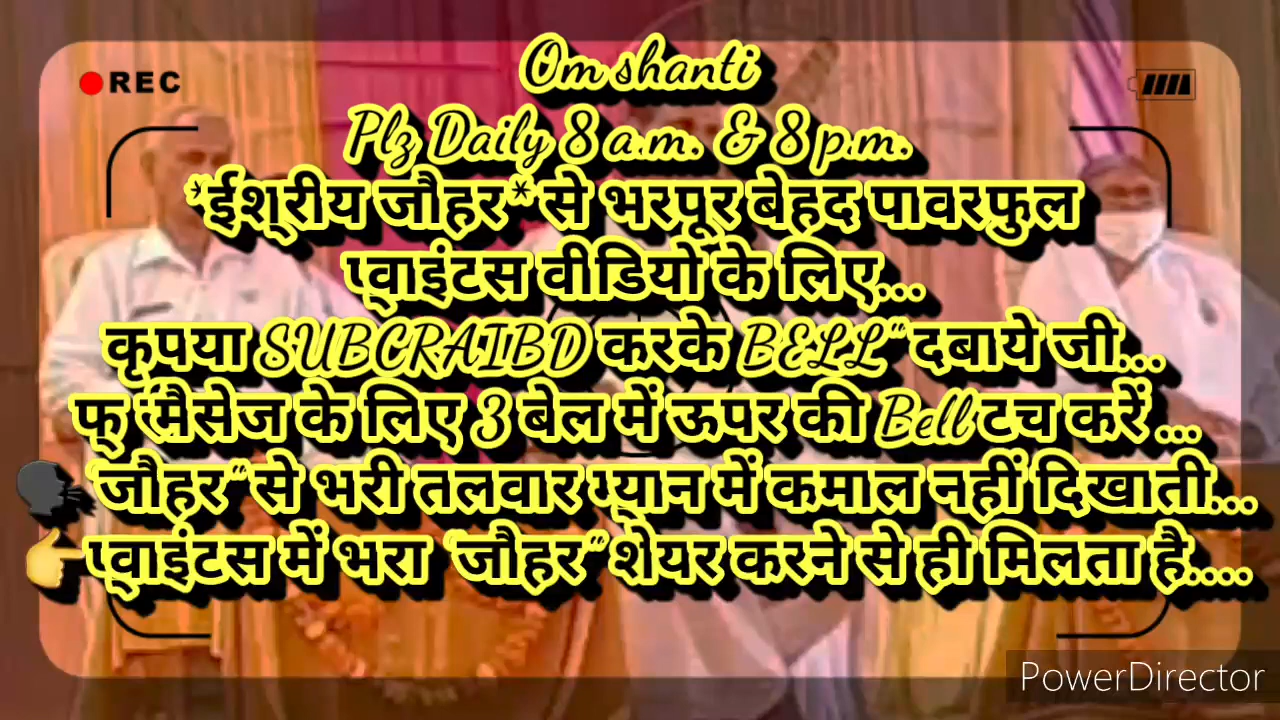 REC
Om shanti
Plz Daily 8 a.m. & 8 p.m.
*ईश्रीय जौहर* से भरपूर बेहद पावरफुल
प्वाइंटस वीडियो के लिए...
कृपया SUBCRAIBD करके BELL" दबाये जी...
मैसेज के लिए 3 बेल में ऊपर की Bell टच करें ...
"जौहर" से भरी तलवार म्यान में कमाल नहीं दिखाती...
प्वाइंटस में भरा "जौहर" शेयर करने से ही मिलता है....
PowerDirector